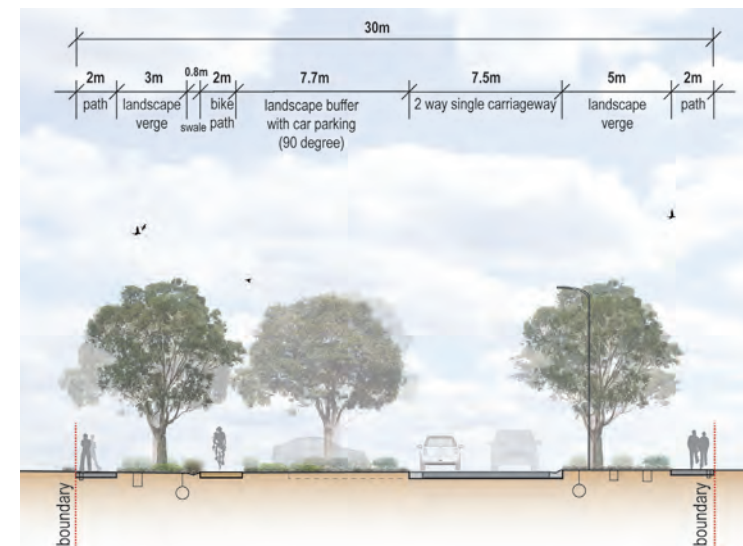 30m
2m 3m 0.8m 2m 7.7m 7.5m 5m 2m
path landscape verge swale bike path landscape buffer with car parking (90 degree) 2 way single carriageway landscape verge path
boundary boundary